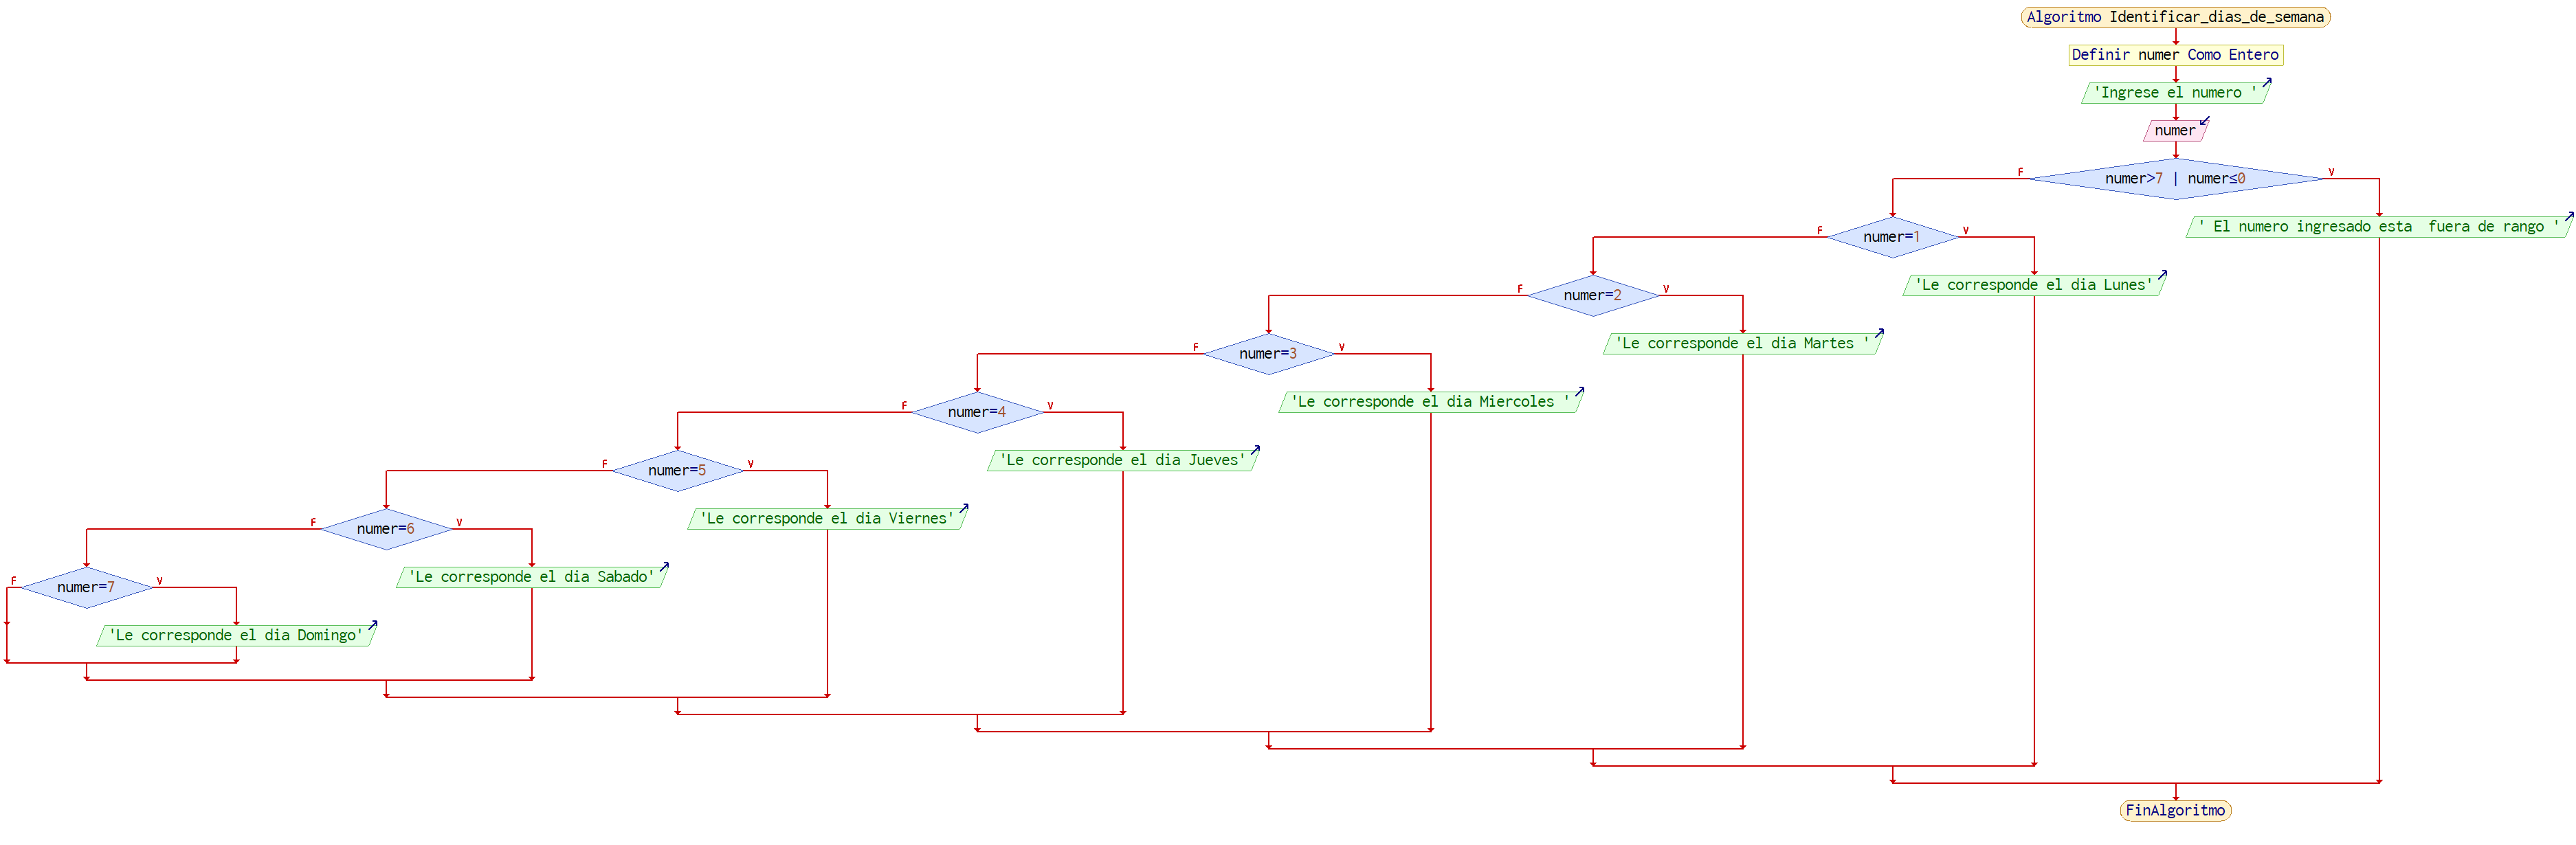 Algoritmo Identificar_dias_de_semana
Definir numer Como Entero
'Ingrese el numero '
numer
numer>7 | numer≤0
F
V
' El numero ingresado esta  fuera de rango '
numer=1
F
V
'Le corresponde el dia Lunes'
numer=2
F
V
'Le corresponde el dia Martes '
numer=3
F
V
'Le corresponde el dia Miercoles '
numer=4
F
V
'Le corresponde el dia Jueves'
numer=5
F
V
'Le corresponde el dia Viernes'
numer=6
F
V
'Le corresponde el dia Sabado'
numer=7
F
V
'Le corresponde el dia Domingo'
FinAlgoritmo